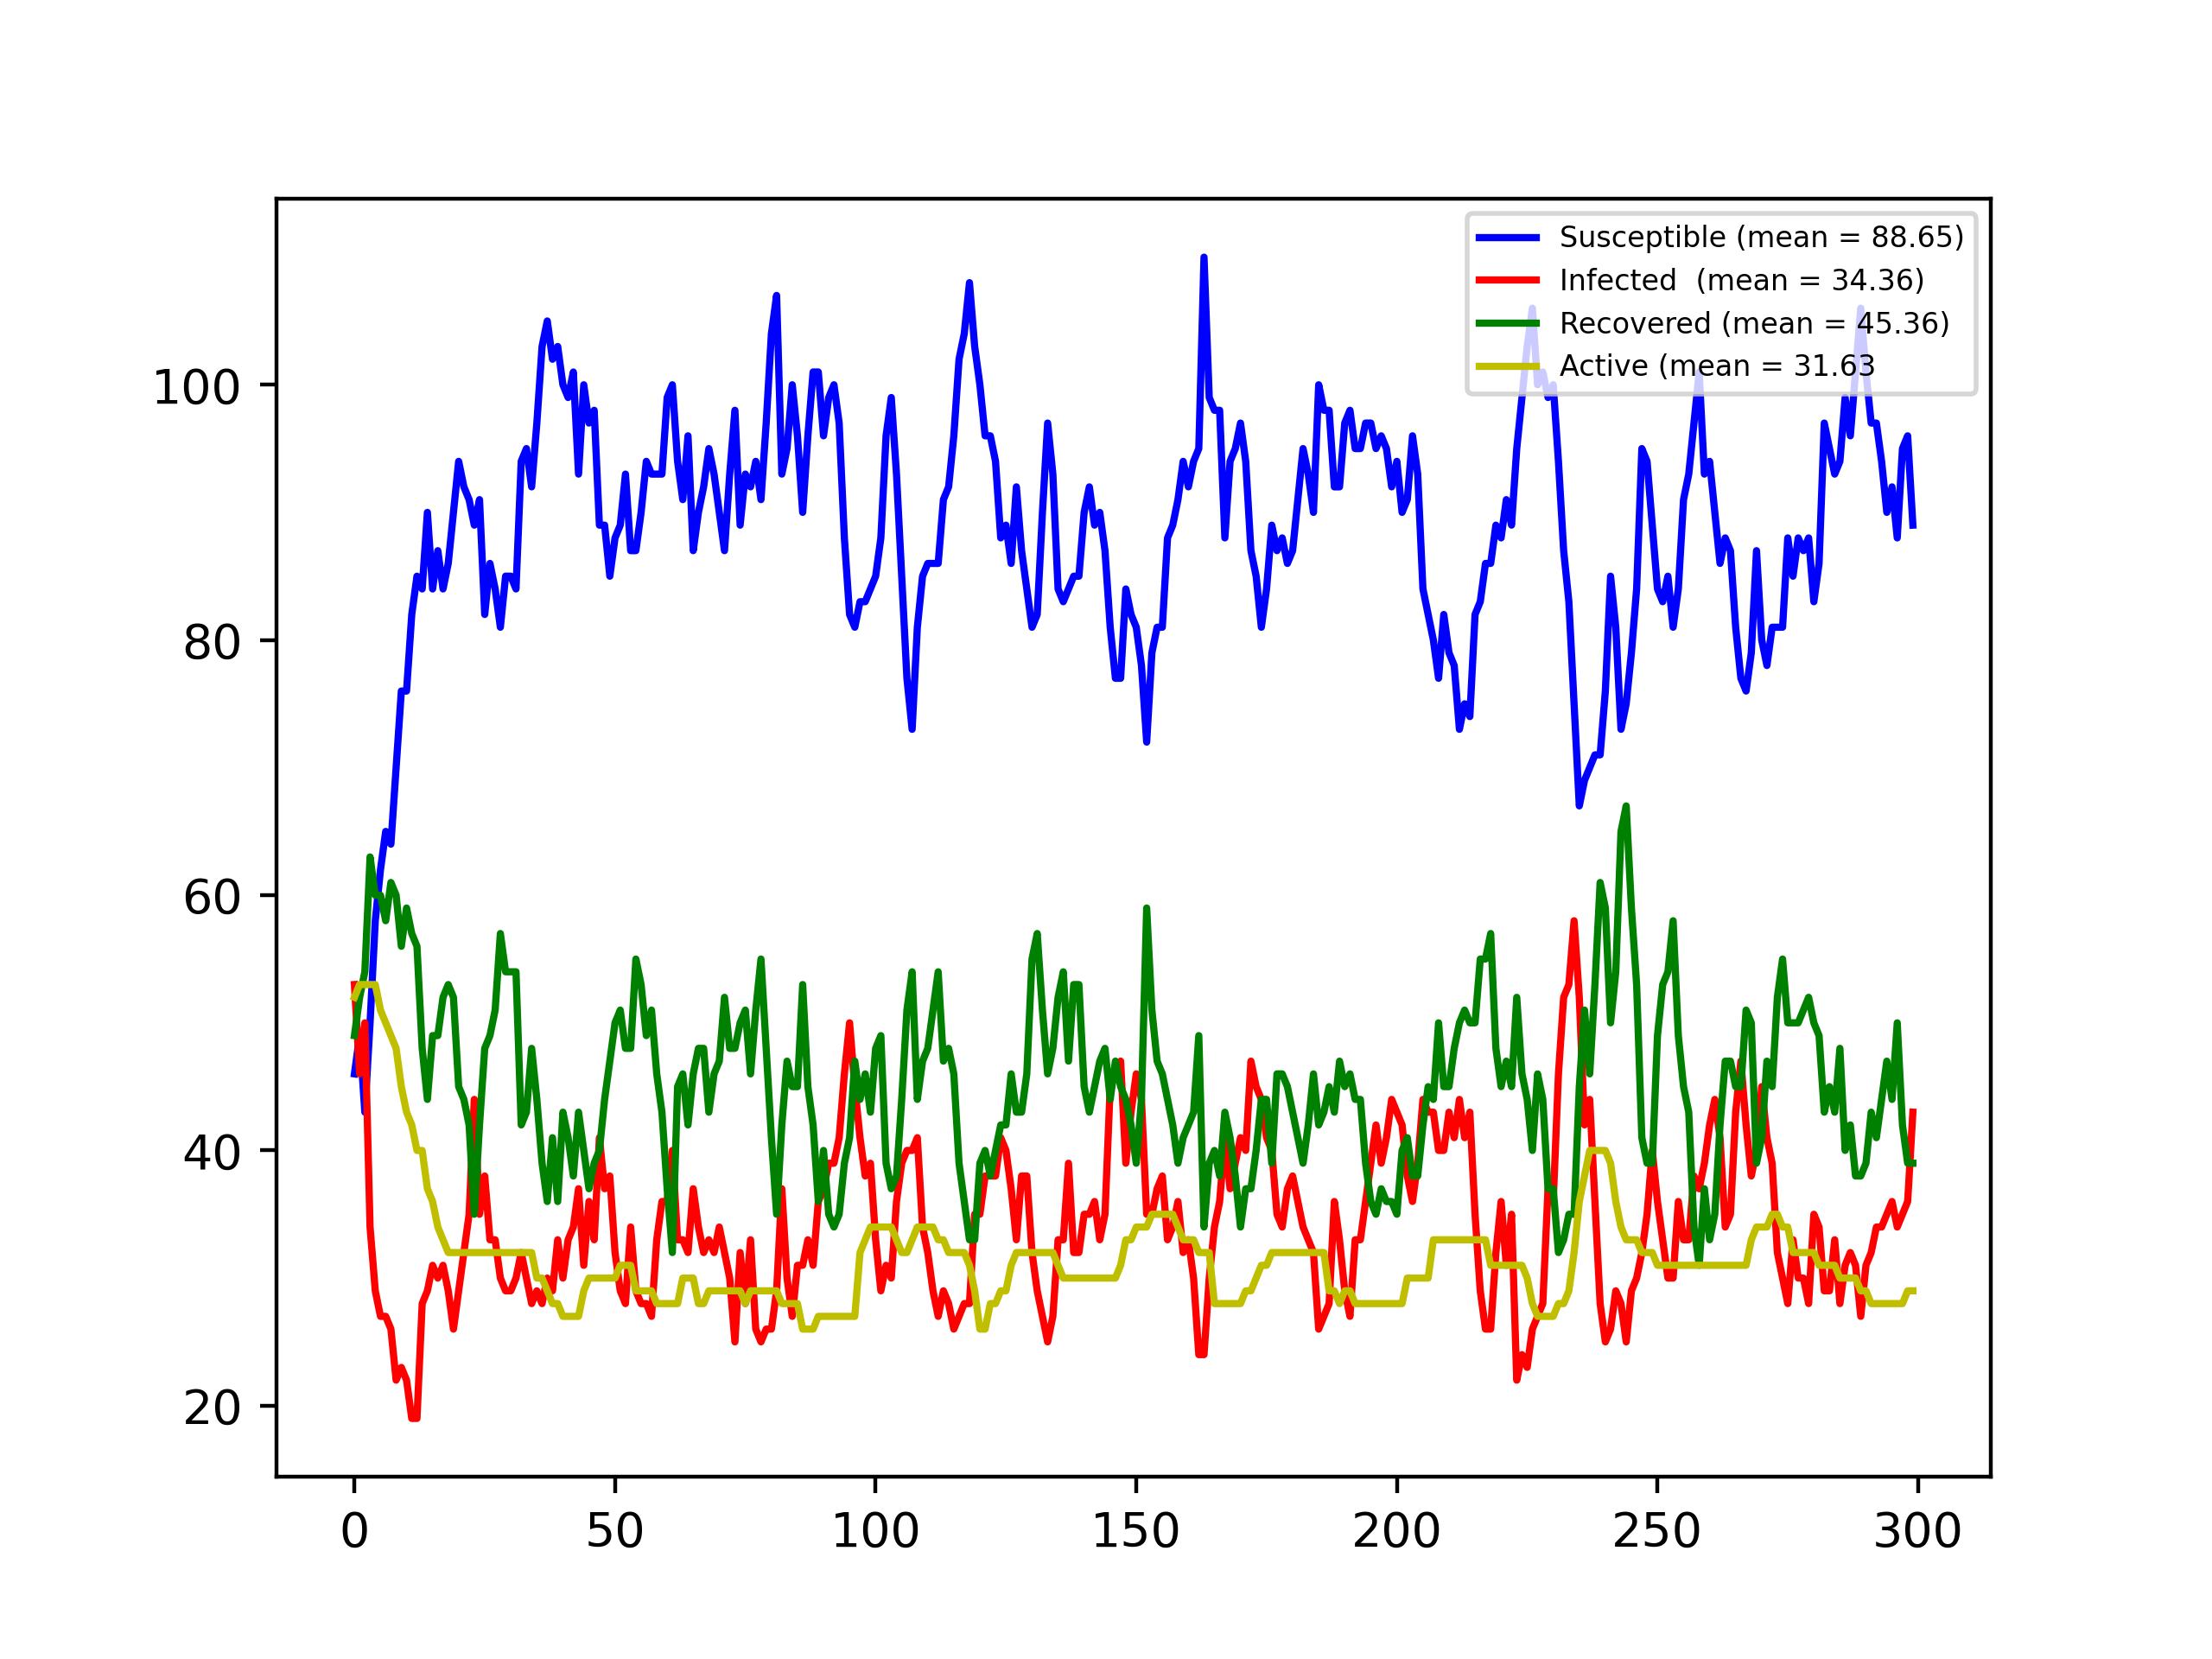 Susceptible (mean = 88.65)
Infected  (mean = 34.36)
Recovered (mean = 45.36)
Active (mean = 31.63
100
80
60
40
20
0 50 100 150 200 250 300